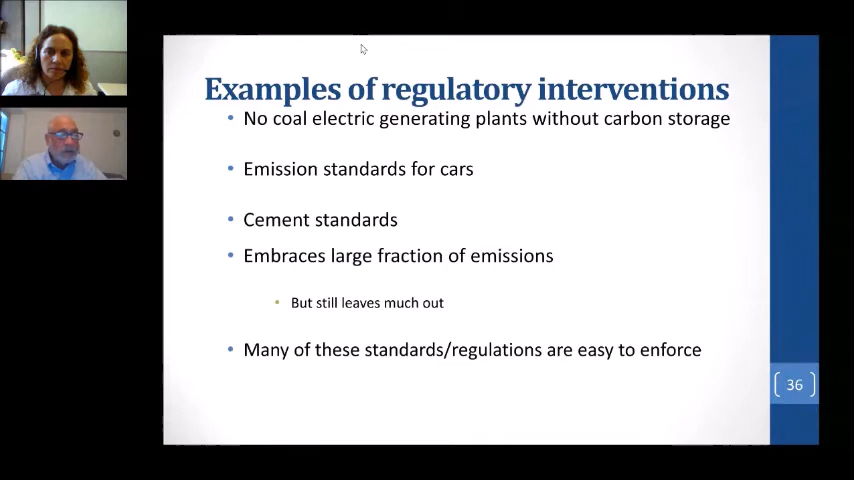 Examples of regulatory interventions
• No coal electric generating plants without carbon storage
• Emission standards for cars
• Cement standards
• Embraces large fraction of emissions
• But still leaves much out
• Many of these standards/regulations are easy to enforce
36